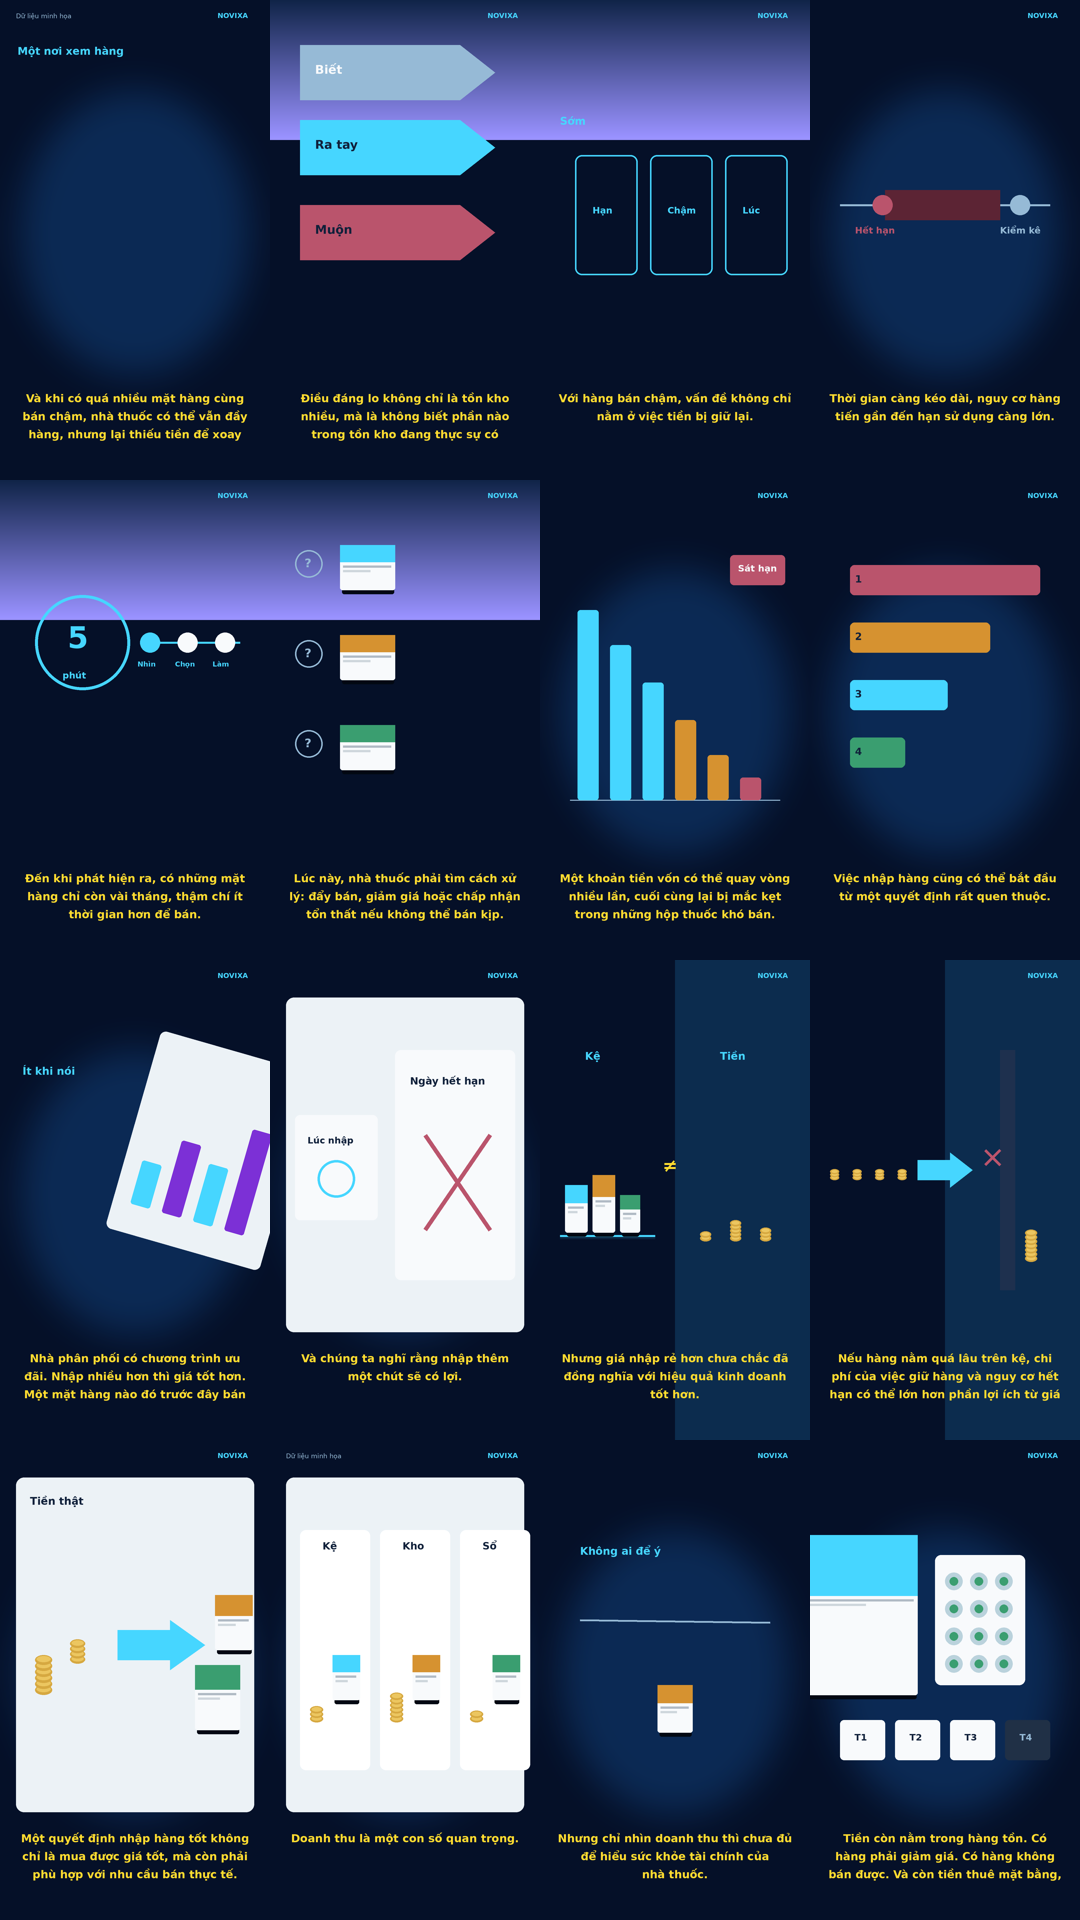 Dữ liệu minh họa
NOVIXA
Một nơi xem hàng
Và khi có quá nhiều mặt hàng cùng
bán chậm, nhà thuốc có thể vẫn đầy
hàng, nhưng lại thiếu tiền để xoay
NOVIXA
Biết
Ra tay
Muộn
Điều đáng lo không chỉ là tồn kho
nhiều, mà là không biết phần nào
trong tồn kho đang thực sự có
NOVIXA
Sớm
Hạn
Chậm
Lúc
Với hàng bán chậm, vấn đề không chỉ
nằm ở việc tiền bị giữ lại.
NOVIXA
Hết hạn
Kiểm kê
Thời gian càng kéo dài, nguy cơ hàng
tiến gần đến hạn sử dụng càng lớn.
NOVIXA
5
phút
Nhìn
Chọn
Làm
Đến khi phát hiện ra, có những mặt
hàng chỉ còn vài tháng, thậm chí ít
thời gian hơn để bán.
NOVIXA
?
?
?
Lúc này, nhà thuốc phải tìm cách xử
lý: đẩy bán, giảm giá hoặc chấp nhận
tổn thất nếu không thể bán kịp.
NOVIXA
Sát hạn
Một khoản tiền vốn có thể quay vòng
nhiều lần, cuối cùng lại bị mắc kẹt
trong những hộp thuốc khó bán.
NOVIXA
1
2
3
4
Việc nhập hàng cũng có thể bắt đầu
từ một quyết định rất quen thuộc.
NOVIXA
Ít khi nói
Nhà phân phối có chương trình ưu
đãi. Nhập nhiều hơn thì giá tốt hơn.
Một mặt hàng nào đó trước đây bán
NOVIXA
Ngày hết hạn
Lúc nhập
Và chúng ta nghĩ rằng nhập thêm
một chút sẽ có lợi.
NOVIXA
Kệ
Tiền
≠
Nhưng giá nhập rẻ hơn chưa chắc đã
đồng nghĩa với hiệu quả kinh doanh
tốt hơn.
NOVIXA
Nếu hàng nằm quá lâu trên kệ, chi
phí của việc giữ hàng và nguy cơ hết
hạn có thể lớn hơn phần lợi ích từ giá
NOVIXA
Tiền thật
Một quyết định nhập hàng tốt không
chỉ là mua được giá tốt, mà còn phải
phù hợp với nhu cầu bán thực tế.
Dữ liệu minh họa
NOVIXA
Kệ
Kho
Sổ
Doanh thu là một con số quan trọng.
NOVIXA
Không ai để ý
Nhưng chỉ nhìn doanh thu thì chưa đủ
để hiểu sức khỏe tài chính của
nhà thuốc.
NOVIXA
T1
T2
T3
T4
Tiền còn nằm trong hàng tồn. Có
hàng phải giảm giá. Có hàng không
bán được. Và còn tiền thuê mặt bằng,